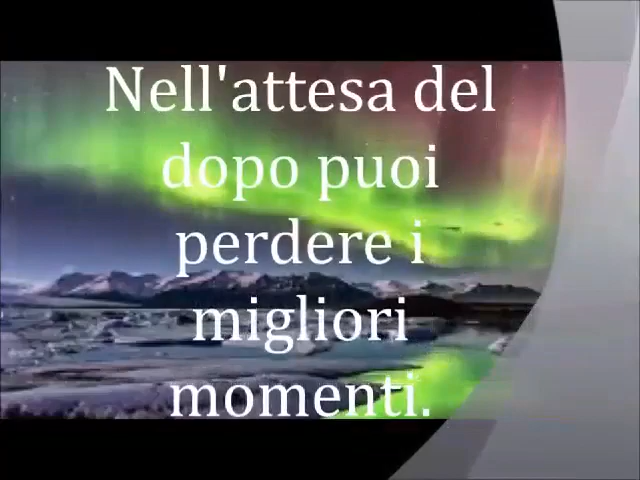 Nell'attesa del
dopo puoi
perdere i
migliori
momenti.